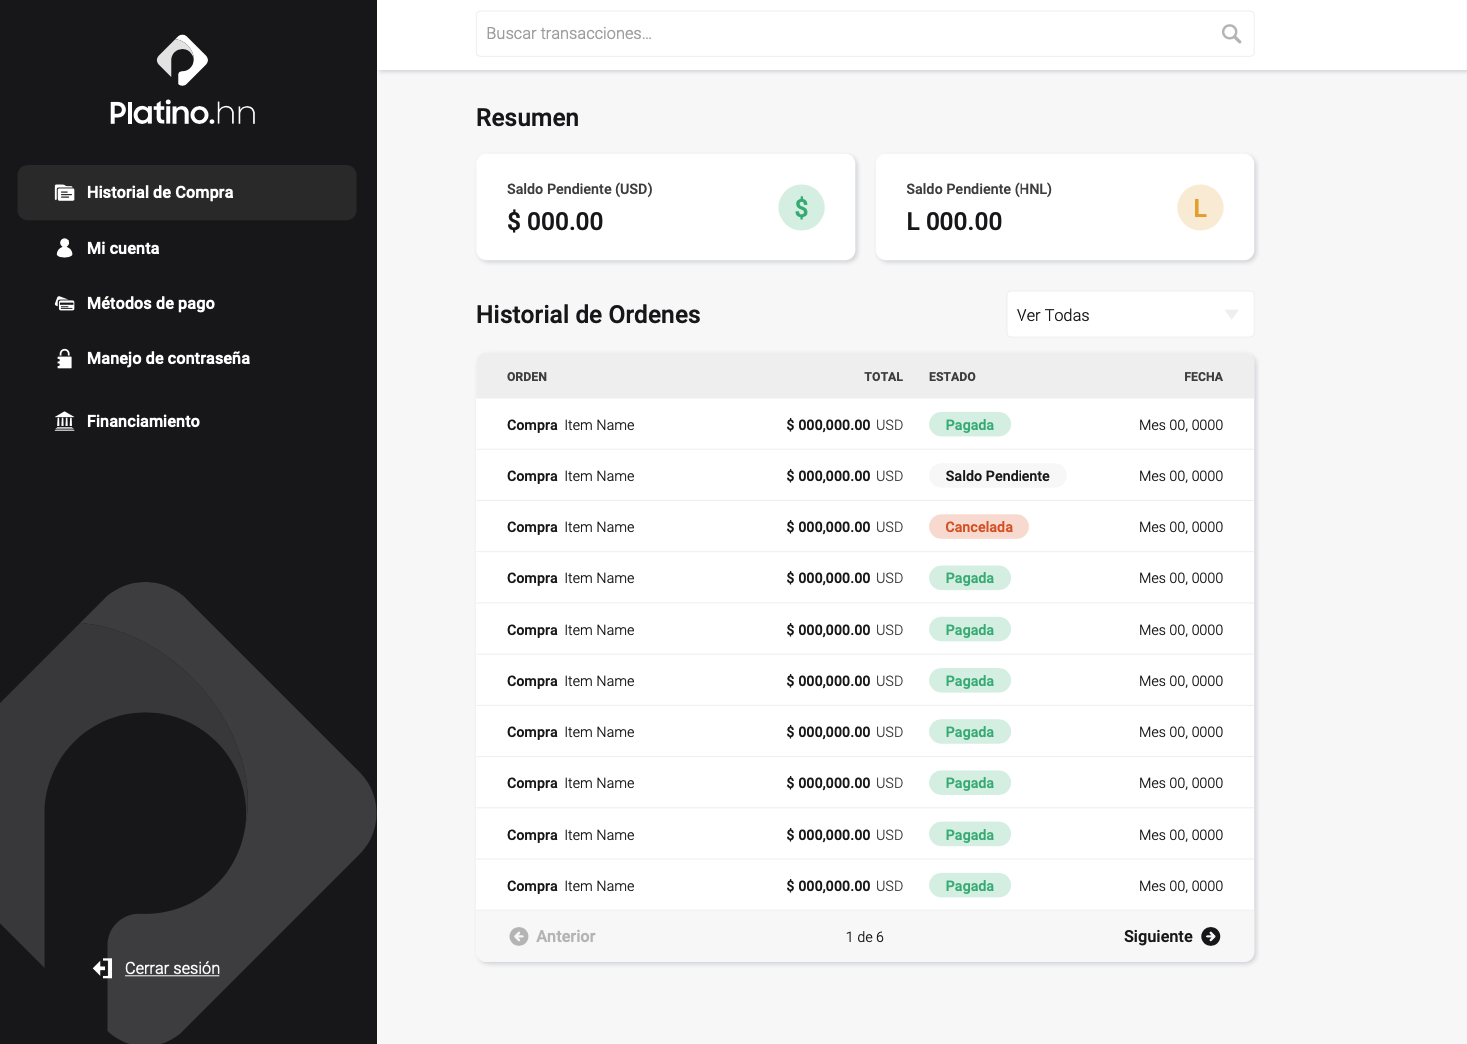 Platino.hn
Historial de Compra
Mi cuenta
Métodos de pago
Manejo de contraseña
Financiamiento
Cerrar sesión
Buscar transacciones...
Resumen
Saldo Pendiente (USD)
$ 000.00
$
Saldo Pendiente (HNL)
L 000.00
L
Historial de Ordenes
Ver Todas
ORDEN TOTAL ESTADO FECHA
Compra Item Name $ 000,000.00 USD Pagada Mes 00, 0000
Compra Item Name $ 000,000.00 USD Saldo Pendiente Mes 00, 0000
Compra Item Name $ 000,000.00 USD Cancelada Mes 00, 0000
Compra Item Name $ 000,000.00 USD Pagada Mes 00, 0000
Compra Item Name $ 000,000.00 USD Pagada Mes 00, 0000
Compra Item Name $ 000,000.00 USD Pagada Mes 00, 0000
Compra Item Name $ 000,000.00 USD Pagada Mes 00, 0000
Compra Item Name $ 000,000.00 USD Pagada Mes 00, 0000
Compra Item Name $ 000,000.00 USD Pagada Mes 00, 0000
Compra Item Name $ 000,000.00 USD Pagada Mes 00, 0000
Anterior 1 de 6 Siguiente